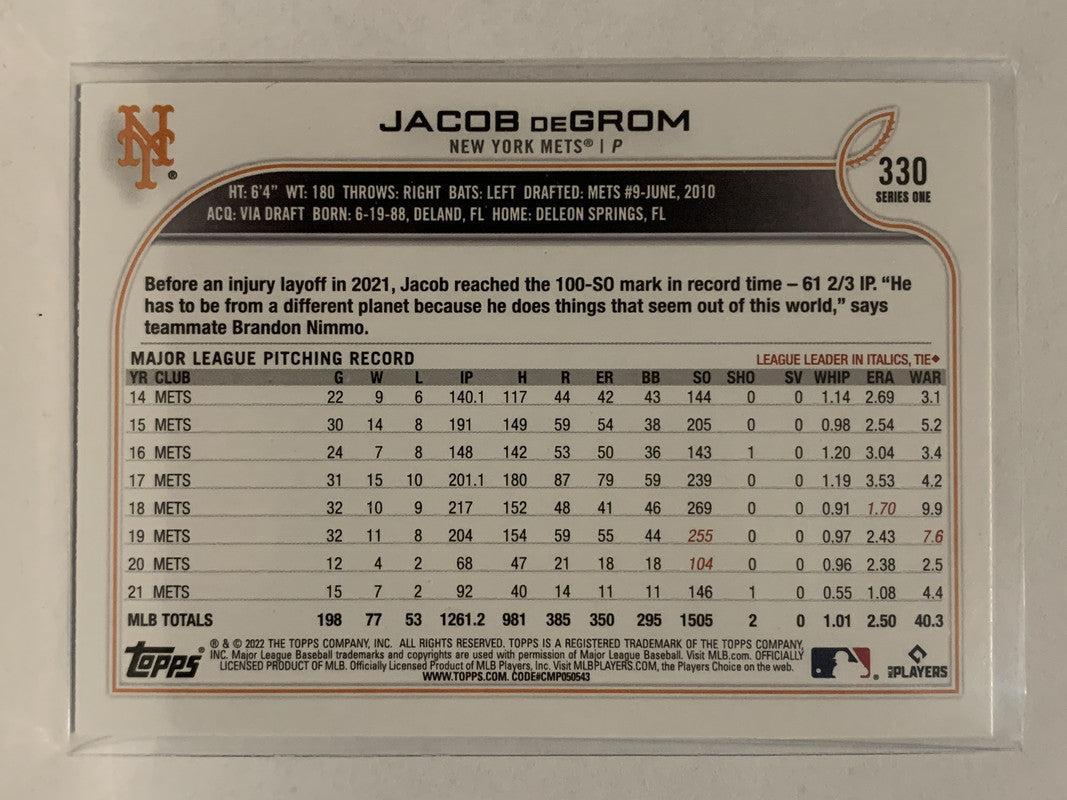 NY ®
JACOB DEGROM
NEW YORK METS® | P
330
SERIES ONE
HT: 6'4" WT: 180 THROWS: RIGHT BATS: LEFT DRAFTED: METS #9-JUNE, 2010
ACQ: VIA DRAFT BORN: 6-19-88, DELAND, FL HOME: DELEON SPRINGS, FL
Before an injury layoff in 2021, Jacob reached the 100-SO mark in record time – 61 2/3 IP. “He
has to be from a different planet because he does things that seem out of this world,” says
teammate Brandon Nimmo.
MAJOR LEAGUE PITCHING RECORD LEAGUE LEADER IN ITALICS, TIE◆
YR CLUB G W L IP H R ER BB SO SHO SV WHIP ERA WAR
14 METS 22 9 6 140.1 117 44 42 43 144 0 0 1.14 2.69 3.1
15 METS 30 14 8 191 149 59 54 38 205 0 0 0.98 2.54 5.2
16 METS 24 7 8 148 142 53 50 36 143 1 0 1.20 3.04 3.4
17 METS 31 15 10 201.1 180 87 79 59 239 0 0 1.19 3.53 4.2
18 METS 32 10 9 217 152 48 41 46 269 0 0 0.91 1.70 9.9
19 METS 32 11 8 204 154 59 55 44 255 0 0 0.97 2.43 7.6
20 METS 12 4 2 68 47 21 18 18 104 0 0 0.96 2.38 2.5
21 METS 15 7 2 92 40 14 11 11 146 1 0 0.55 1.08 4.4
MLB TOTALS 198 77 53 1261.2 981 385 350 295 1505 2 0 1.01 2.50 40.3
topps®
® & © 2022 THE TOPPS COMPANY, INC. ALL RIGHTS RESERVED. TOPPS IS A REGISTERED TRADEMARK OF THE TOPPS COMPANY,
INC. Major League Baseball trademarks and copyrights are used with permission of Major League Baseball. Visit MLB.com. OFFICIALLY
LICENSED PRODUCT OF MLB. Officially Licensed Product of MLB Players, Inc. Visit MLBPLAYERS.COM, the Players Choice on the web.
WWW.TOPPS.COM. CODE#CMP050543
®
MLB PLAYERS